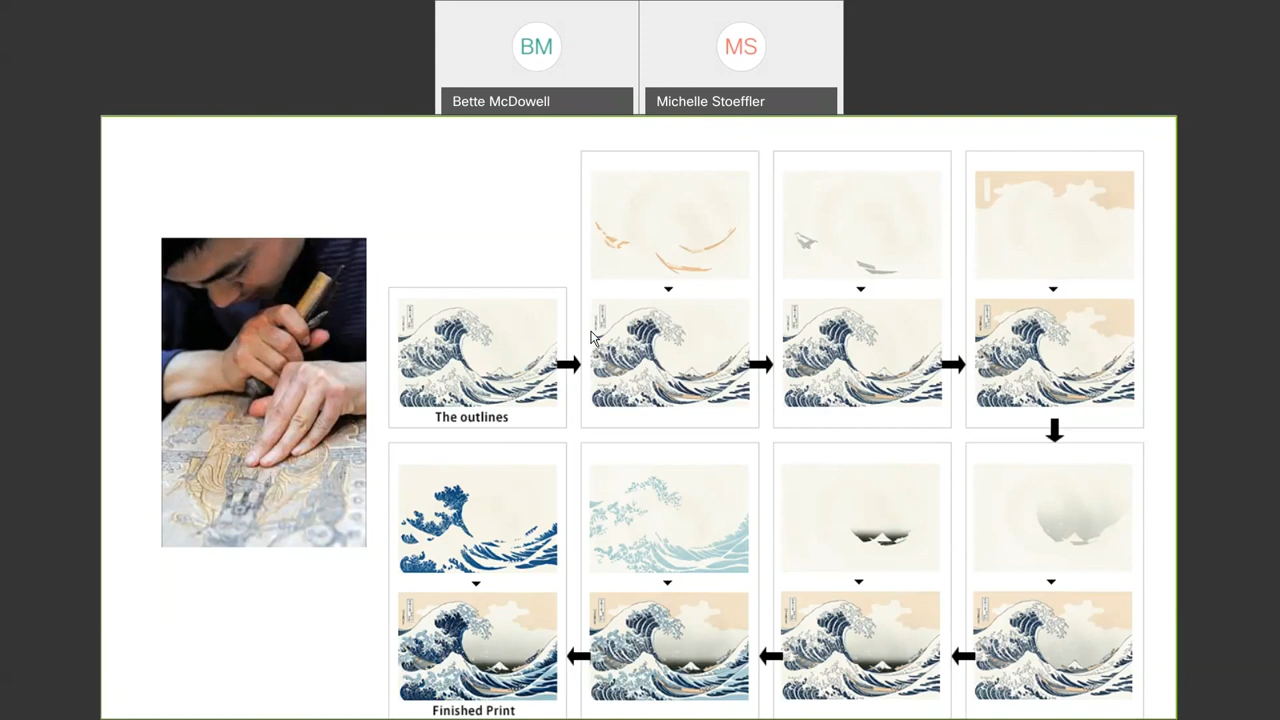 BM
MS
Bette McDowell
Michelle Stoeffler
The outlines
Finished Print